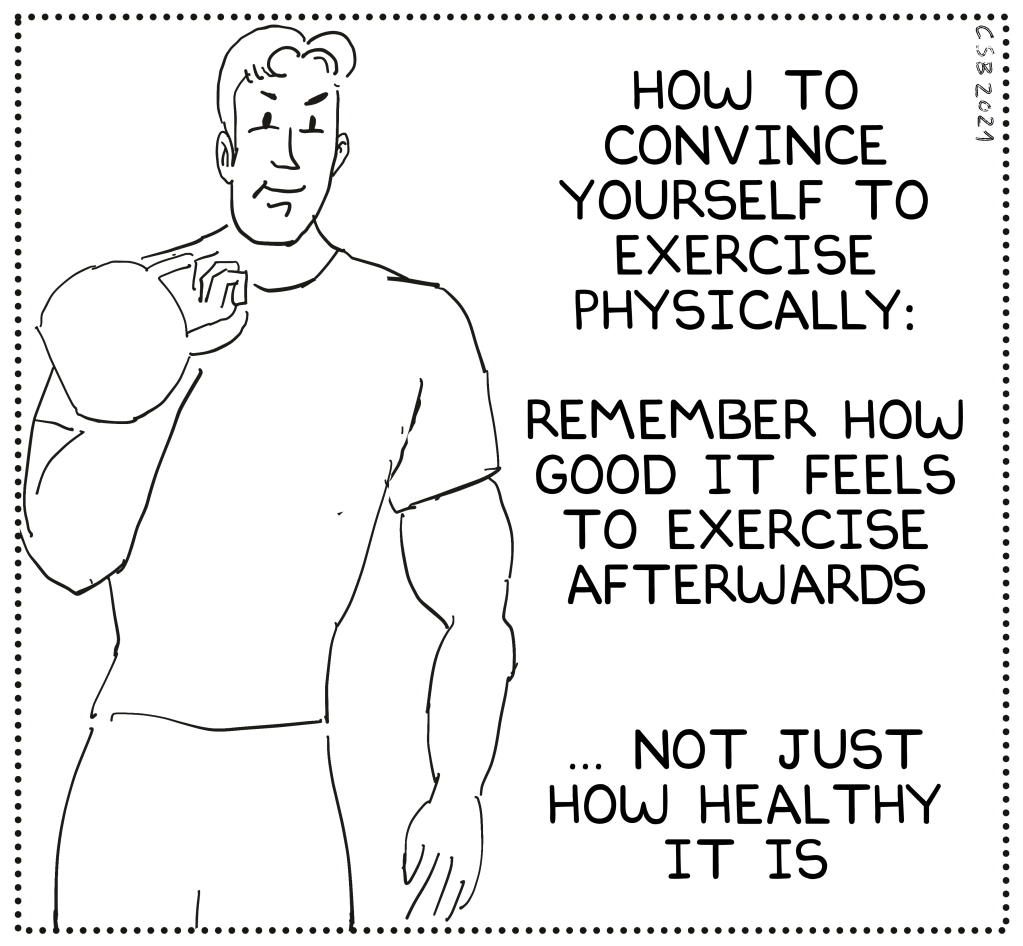 HOW TO
CONVINCE
YOURSELF TO
EXERCISE
PHYSICALLY:
REMEMBER HOW
GOOD IT FEELS
TO EXERCISE
AFTERWARDS
... NOT JUST
HOW HEALTHY
IT IS
CSB 2021